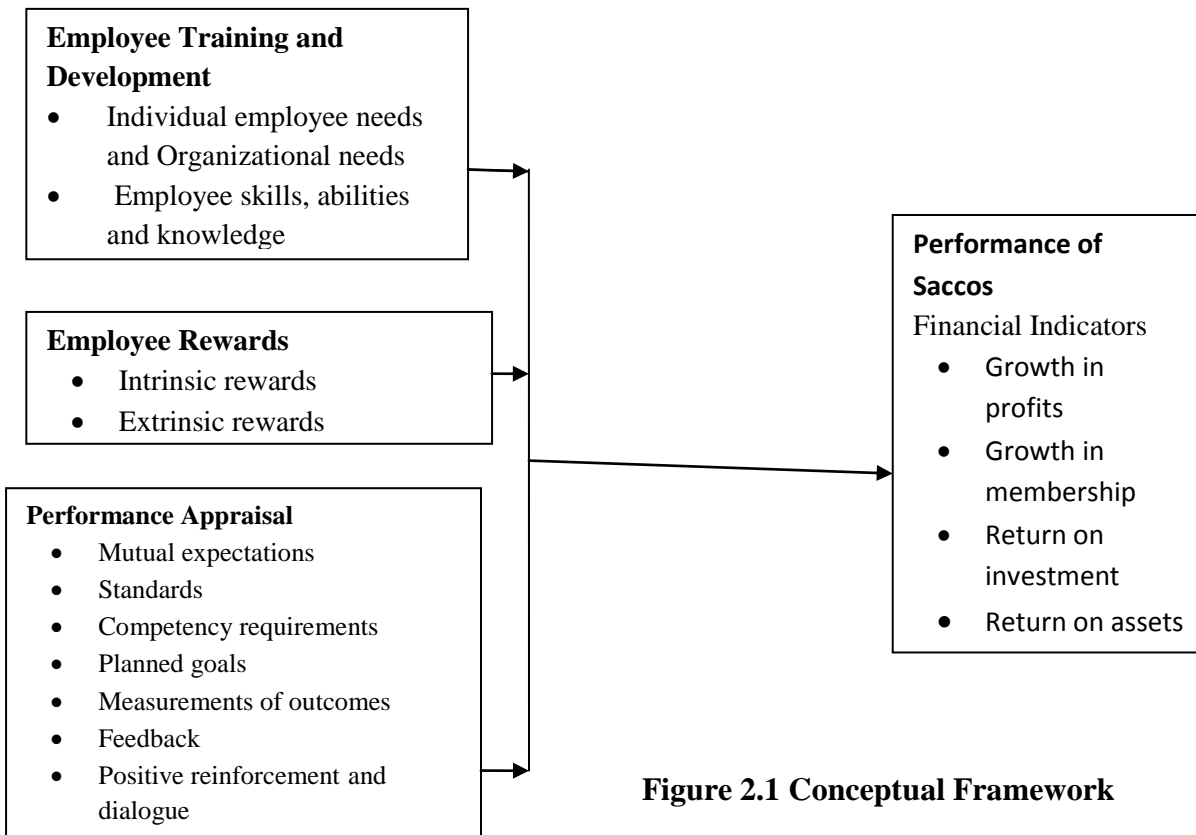 Employee Training and
Development
• Individual employee needs
and Organizational needs
• Employee skills, abilities
and knowledge
Employee Rewards
• Intrinsic rewards
• Extrinsic rewards
Performance Appraisal
• Mutual expectations
• Standards
• Competency requirements
• Planned goals
• Measurements of outcomes
• Feedback
• Positive reinforcement and
dialogue
Performance of
Saccos
Financial Indicators
• Growth in
profits
• Growth in
membership
• Return on
investment
• Return on assets
Figure 2.1 Conceptual Framework